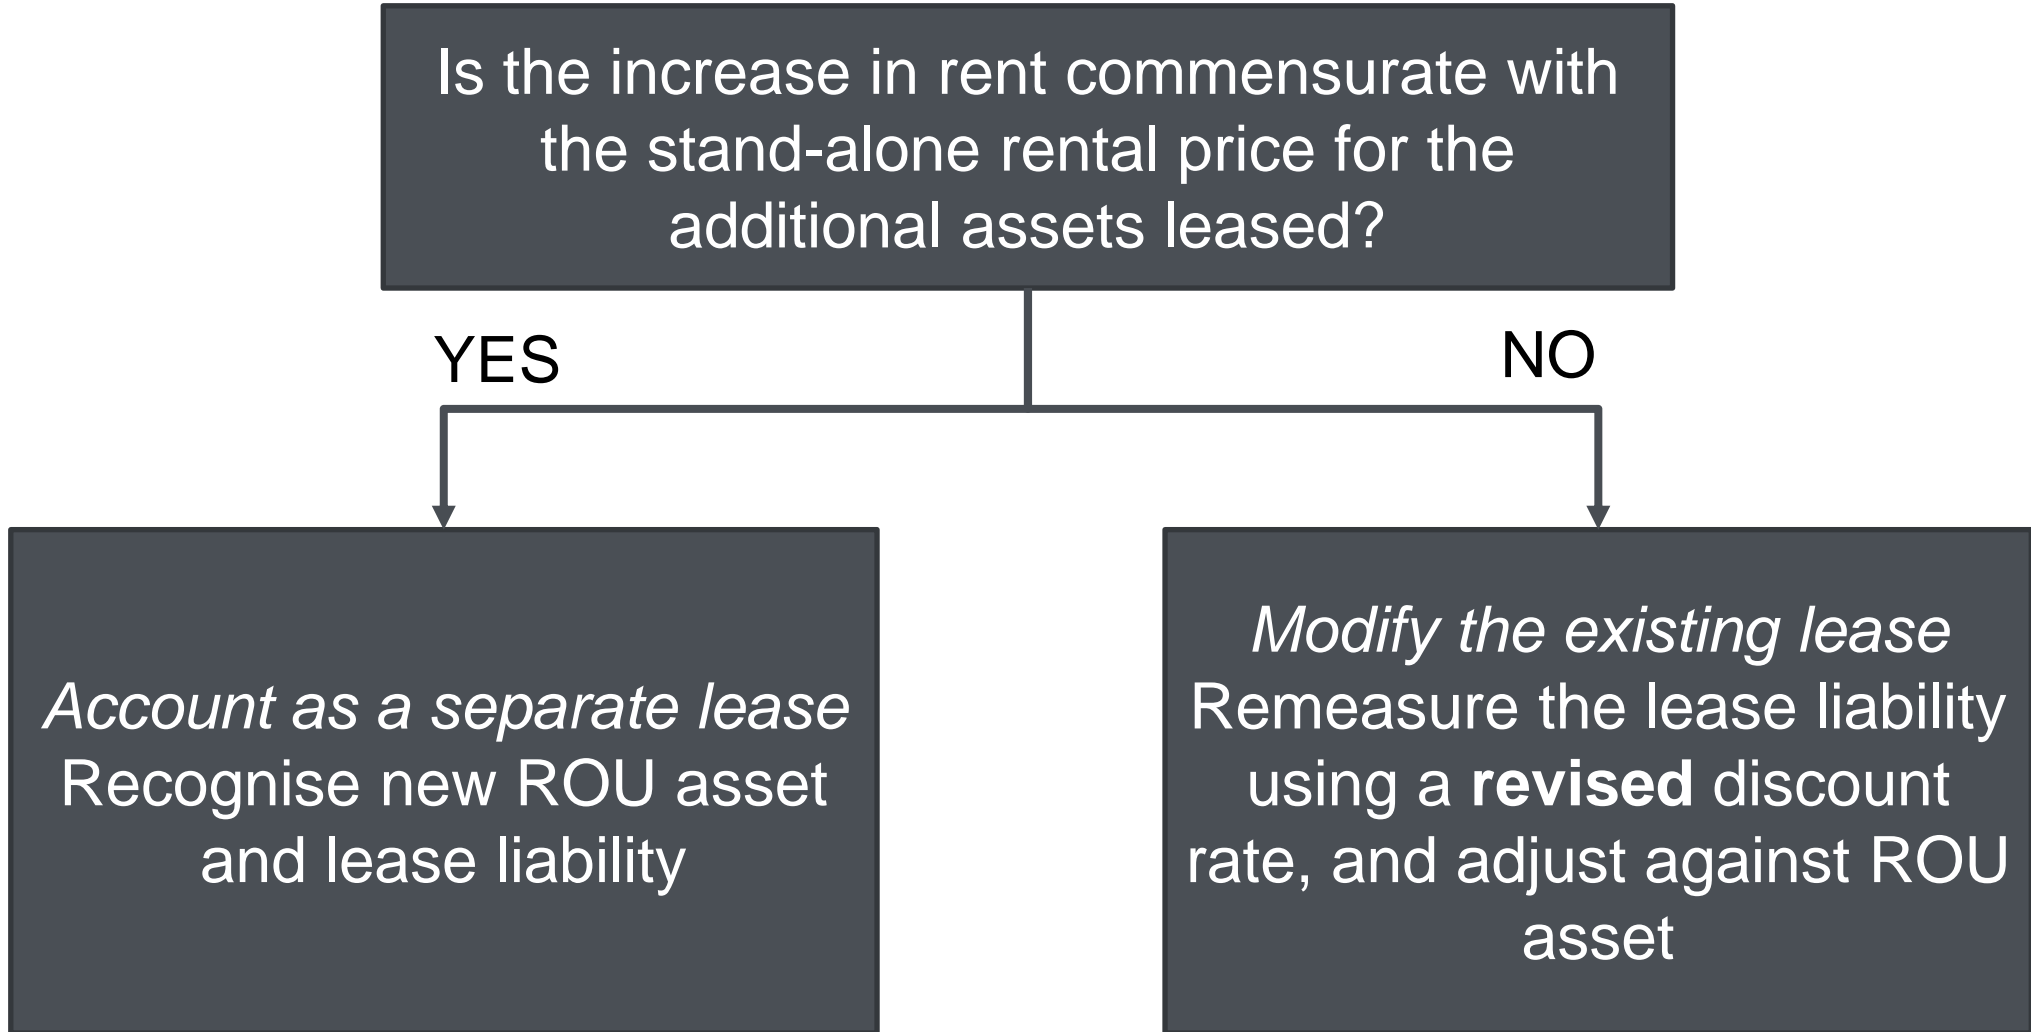 Is the increase in rent commensurate with
the stand-alone rental price for the
additional assets leased?
YES
NO
Account as a separate lease
Recognise new ROU asset
and lease liability
Modify the existing lease
Remeasure the lease liability
using a revised discount
rate, and adjust against ROU
asset